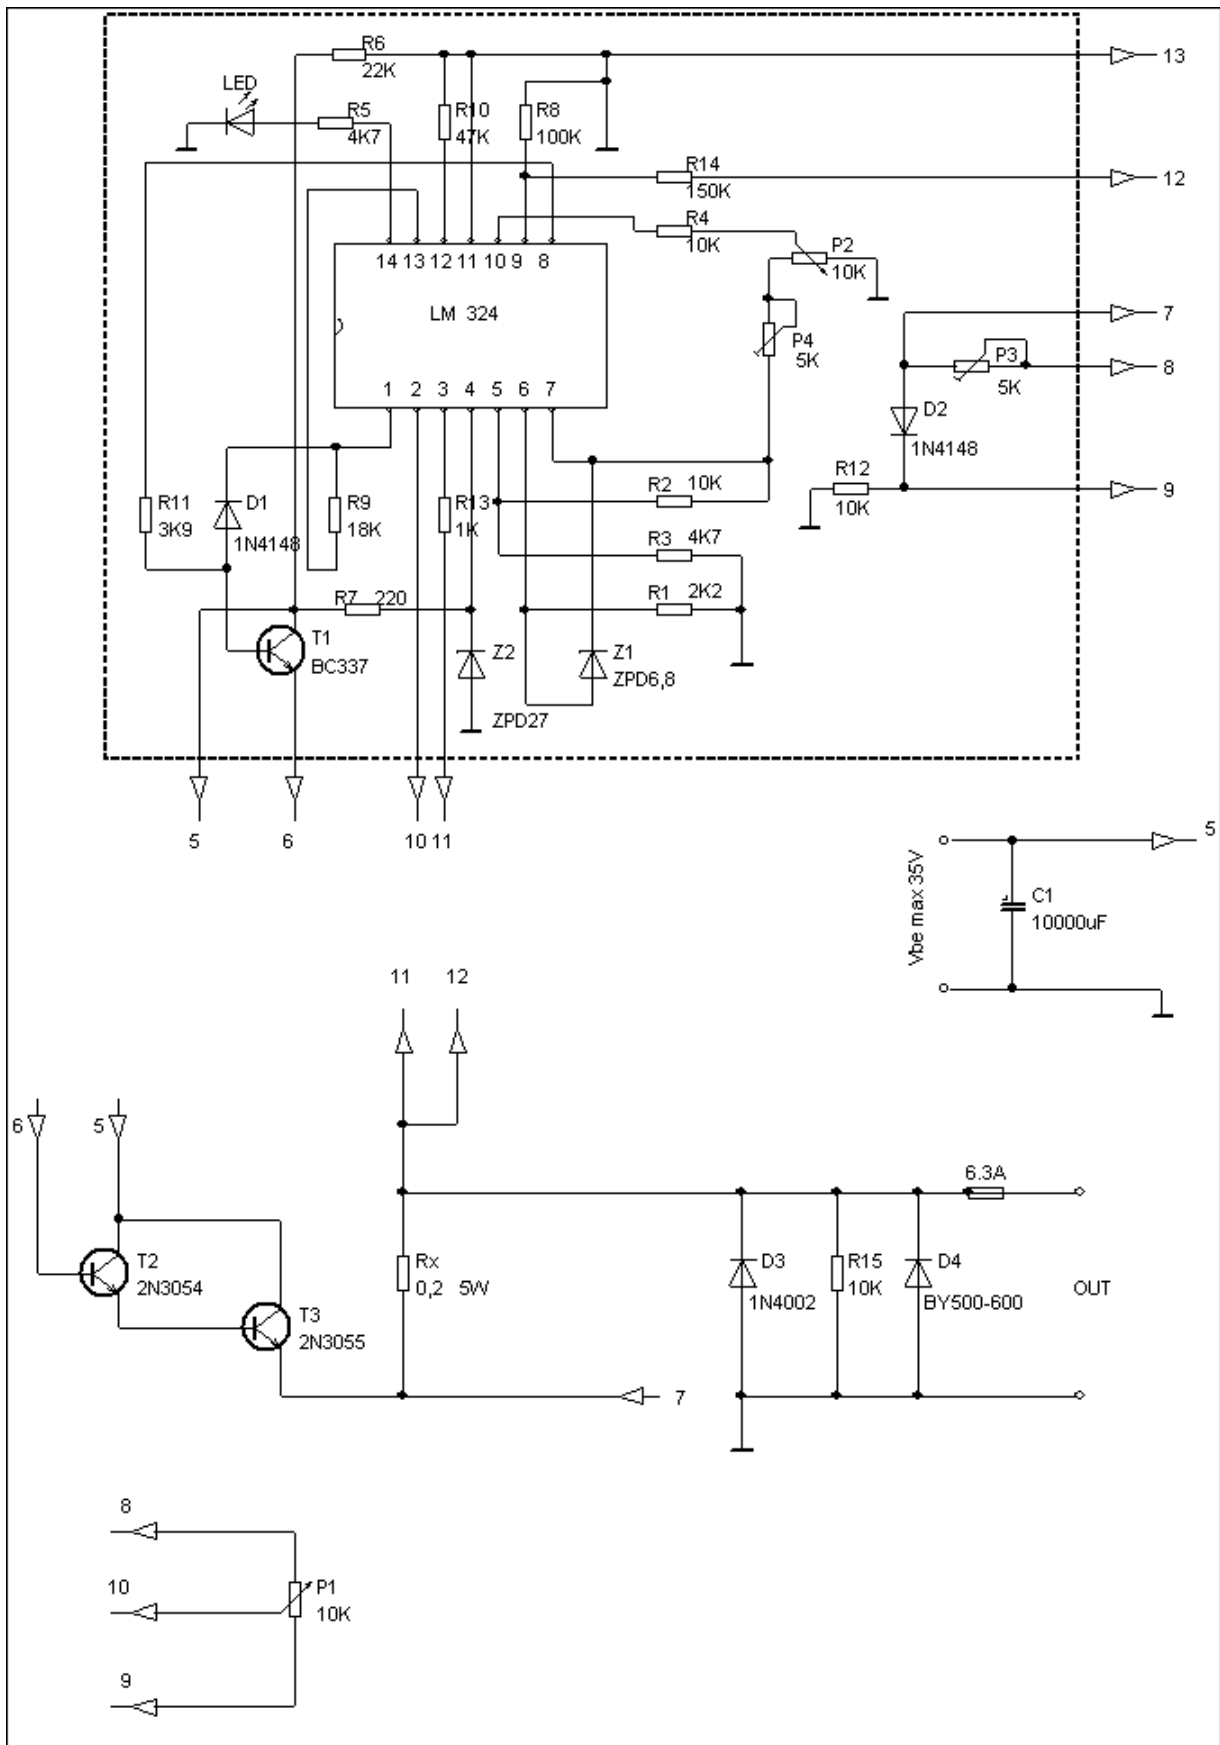 R6
22K
13
LED
R5
4K7
R10
47K
R8
100K
R14
150K
12
R4
10K
P2
10K
14 13 12 11 10 9 8
LM 324
7
P4
5K
P3
5K
8
1 2 3 4 5 6 7
D2
1N4148
R12
10K
9
R2 10K
R11
3K9
D1
1N4148
R9
18K
R13
1K
R3 4K7
R7 220
R1 2K2
T1
BC337
Z2
ZPD27
Z1
ZPD6,8
5 6 10 11
5
Vbe max 35V
C1
10000uF
11 12
6 5
6.3A
T2
2N3054
Rx
0,2 5W
D3
1N4002
R15
10K
D4
BY500-600
OUT
T3
2N3055
7
8
10
P1
10K
9